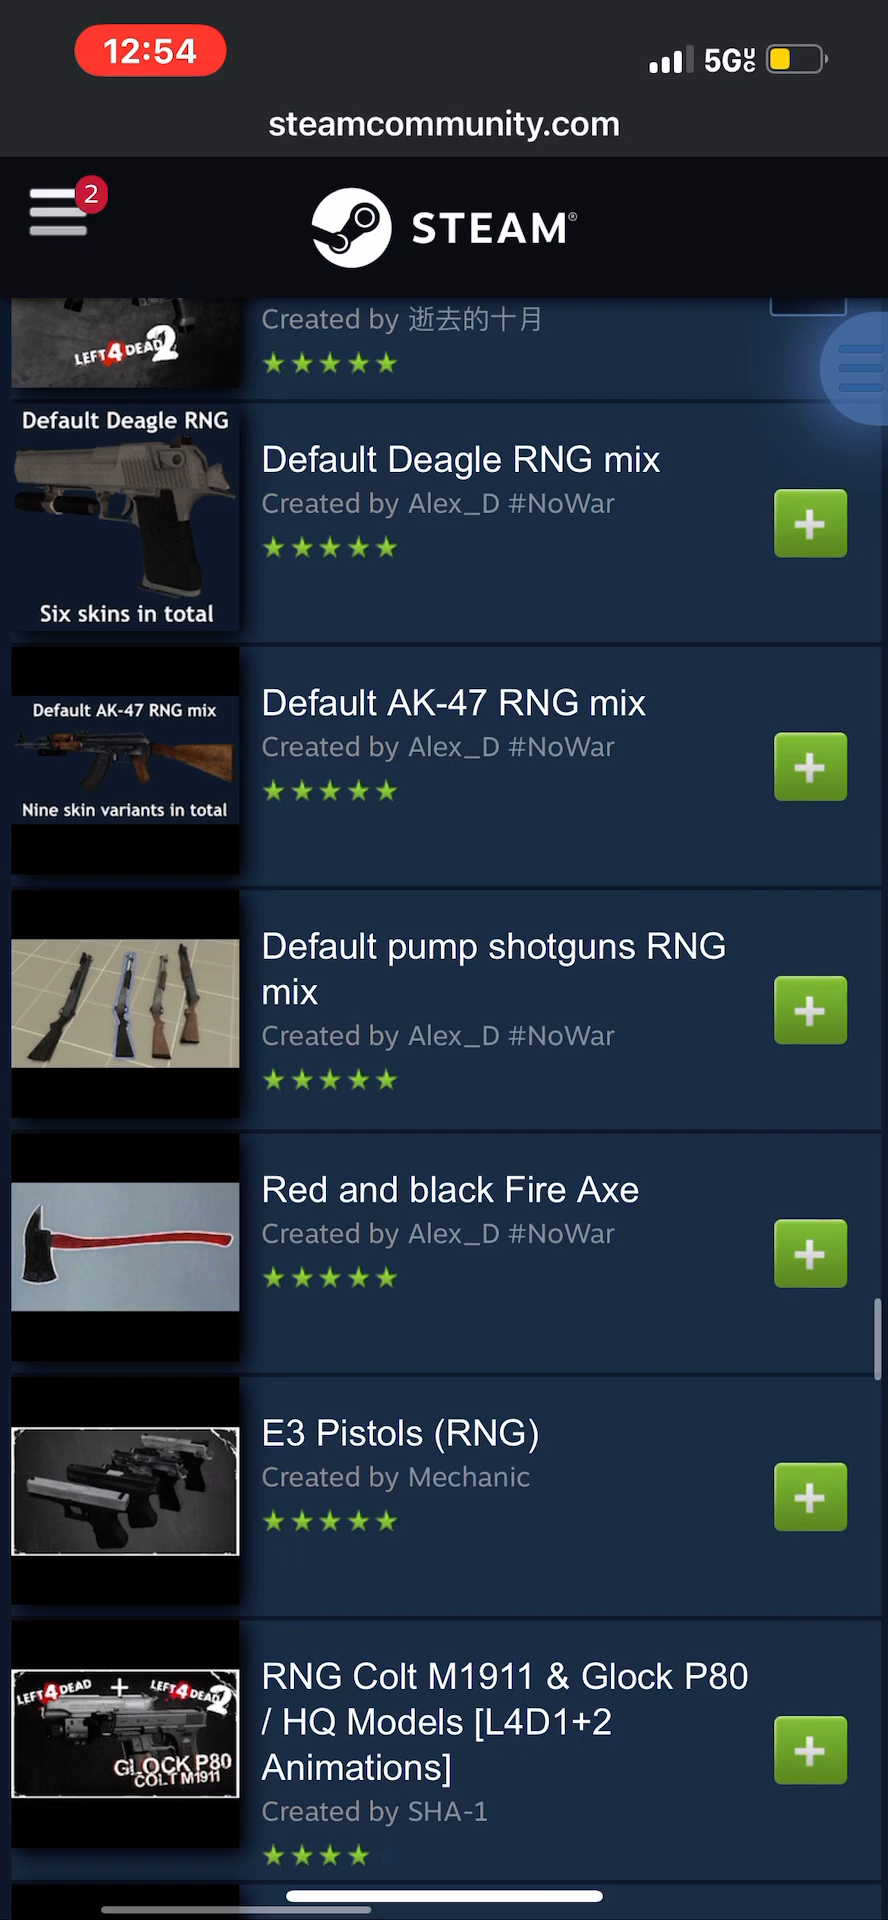 12:54
5GUC
steamcommunity.com
2
STEAM®
LEFT 4 DEAD 2
Created by 逝去的十月
Default Deagle RNG
Six skins in total
Default Deagle RNG mix
Created by Alex_D #NoWar
Default AK-47 RNG mix
Nine skin variants in total
Default AK-47 RNG mix
Created by Alex_D #NoWar
Default pump shotguns RNG
mix
Created by Alex_D #NoWar
Red and black Fire Axe
Created by Alex_D #NoWar
E3 Pistols (RNG)
Created by Mechanic
LEFT 4 DEAD + LEFT 4 DEAD 2
GLOCK P80
COLT M1911
RNG Colt M1911 & Glock P80
/ HQ Models [L4D1+2
Animations]
Created by SHA-1